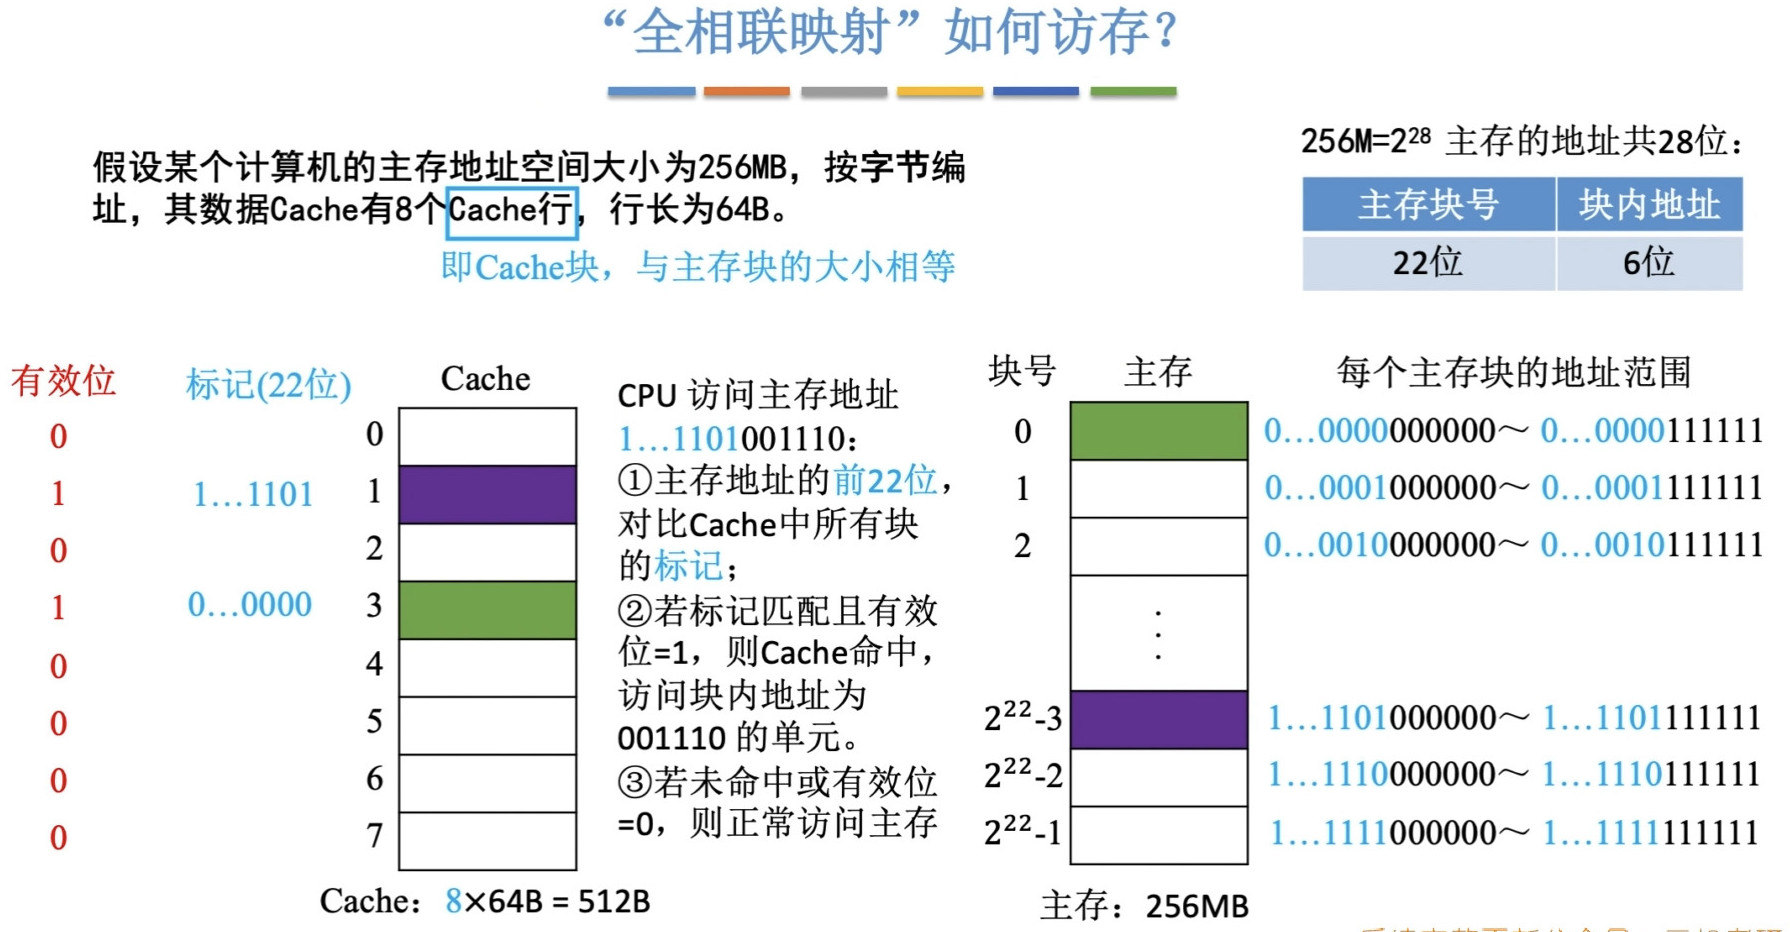 “全相联映射”如何访存?
假设某个计算机的主存地址空间大小为256MB，按字节编
址，其数据Cache有8个Cache行，行长为64B。
即Cache块，与主存块的大小相等
256M=2²⁸ 主存的地址共28位：
主存块号 块内地址
22位 6位
有效位 标记(22位) Cache
0 0
1 1…1101 1
0 2
1 0…0000 3
0 4
0 5
0 6
0 7
Cache：8×64B = 512B
CPU 访问主存地址
1…1101001110：
①主存地址的前22位，
对比Cache中所有块
的标记；
②若标记匹配且有效
位=1，则Cache命中，
访问块内地址为
001110 的单元。
③若未命中或有效位
=0，则正常访问主存
块号 主存 每个主存块的地址范围
0 0…0000000000～ 0…0000111111
1 0…0001000000～ 0…0001111111
2 0…0010000000～ 0…0010111111
2²²-3 1…1101000000～ 1…1101111111
2²²-2 1…1110000000～ 1…1110111111
2²²-1 1…1111000000～ 1…1111111111
主存：256MB